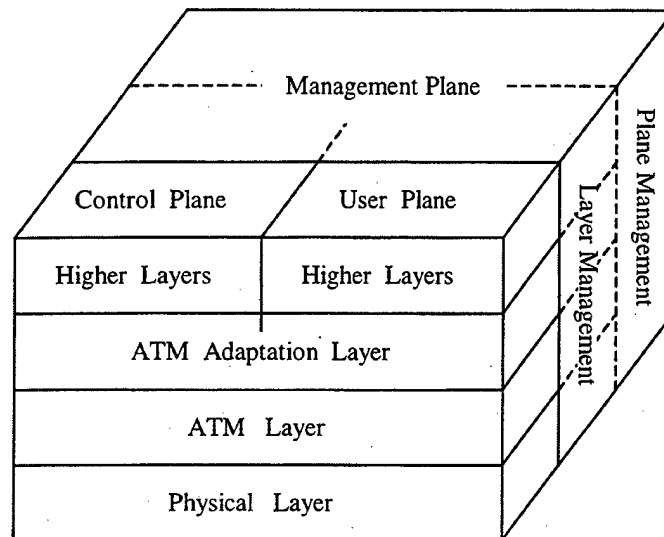 Management Plane
Control Plane
User Plane
Higher Layers
Higher Layers
ATM Adaptation Layer
ATM Layer
Physical Layer
Layer Management
Plane Management